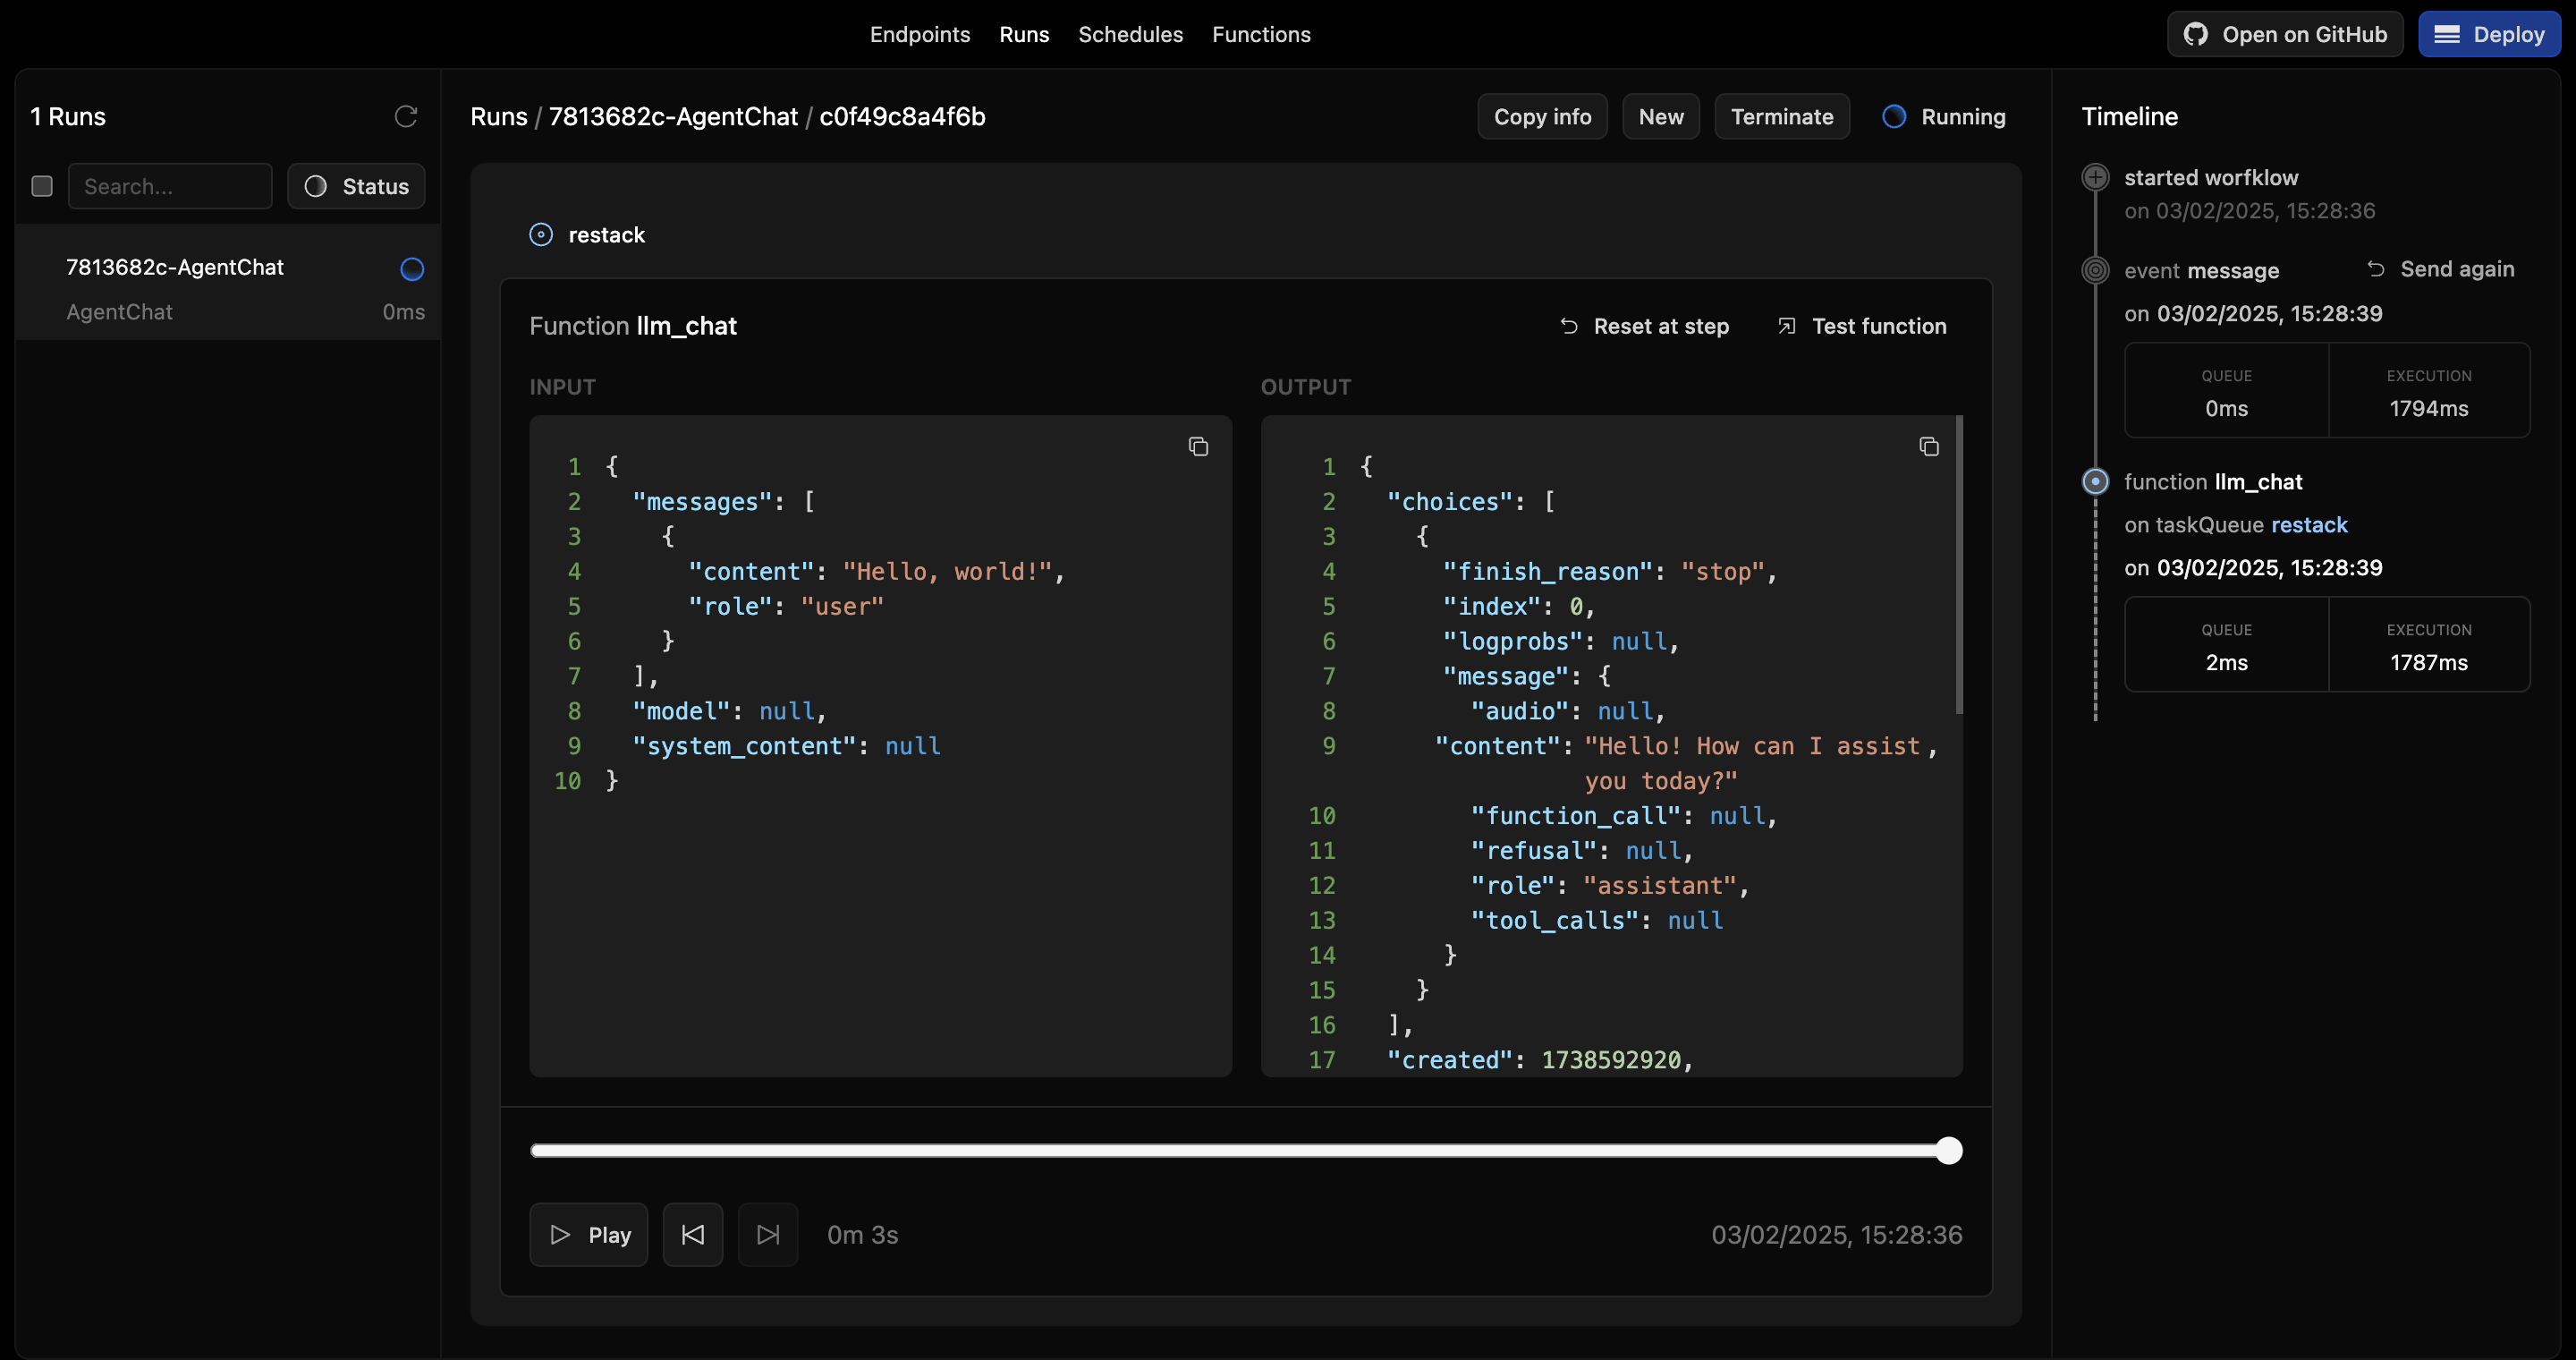 Endpoints Runs Schedules Functions
Open on GitHub
Deploy
1 Runs
Search...
Status
7813682c-AgentChat
AgentChat
0ms
Runs / 7813682c-AgentChat / c0f49c8a4f6b
Copy info
New
Terminate
Running
restack
Function llm_chat
Reset at step
Test function
INPUT
1 {
2 "messages": [
3 {
4 "content": "Hello, world!",
5 "role": "user"
6 }
7 ],
8 "model": null,
9 "system_content": null
10 }
OUTPUT
1 {
2 "choices": [
3 {
4 "finish_reason": "stop",
5 "index": 0,
6 "logprobs": null,
7 "message": {
8 "audio": null,
9 "content": "Hello! How can I assist ,
you today?"
10 "function_call": null,
11 "refusal": null,
12 "role": "assistant",
13 "tool_calls": null
14 }
15 }
16 ],
17 "created": 1738592920,
Play
0m 3s
03/02/2025, 15:28:36
Timeline
started worfklow
on 03/02/2025, 15:28:36
event message
Send again
on 03/02/2025, 15:28:39
QUEUE
0ms
EXECUTION
1794ms
function llm_chat
on taskQueue restack
on 03/02/2025, 15:28:39
QUEUE
2ms
EXECUTION
1787ms